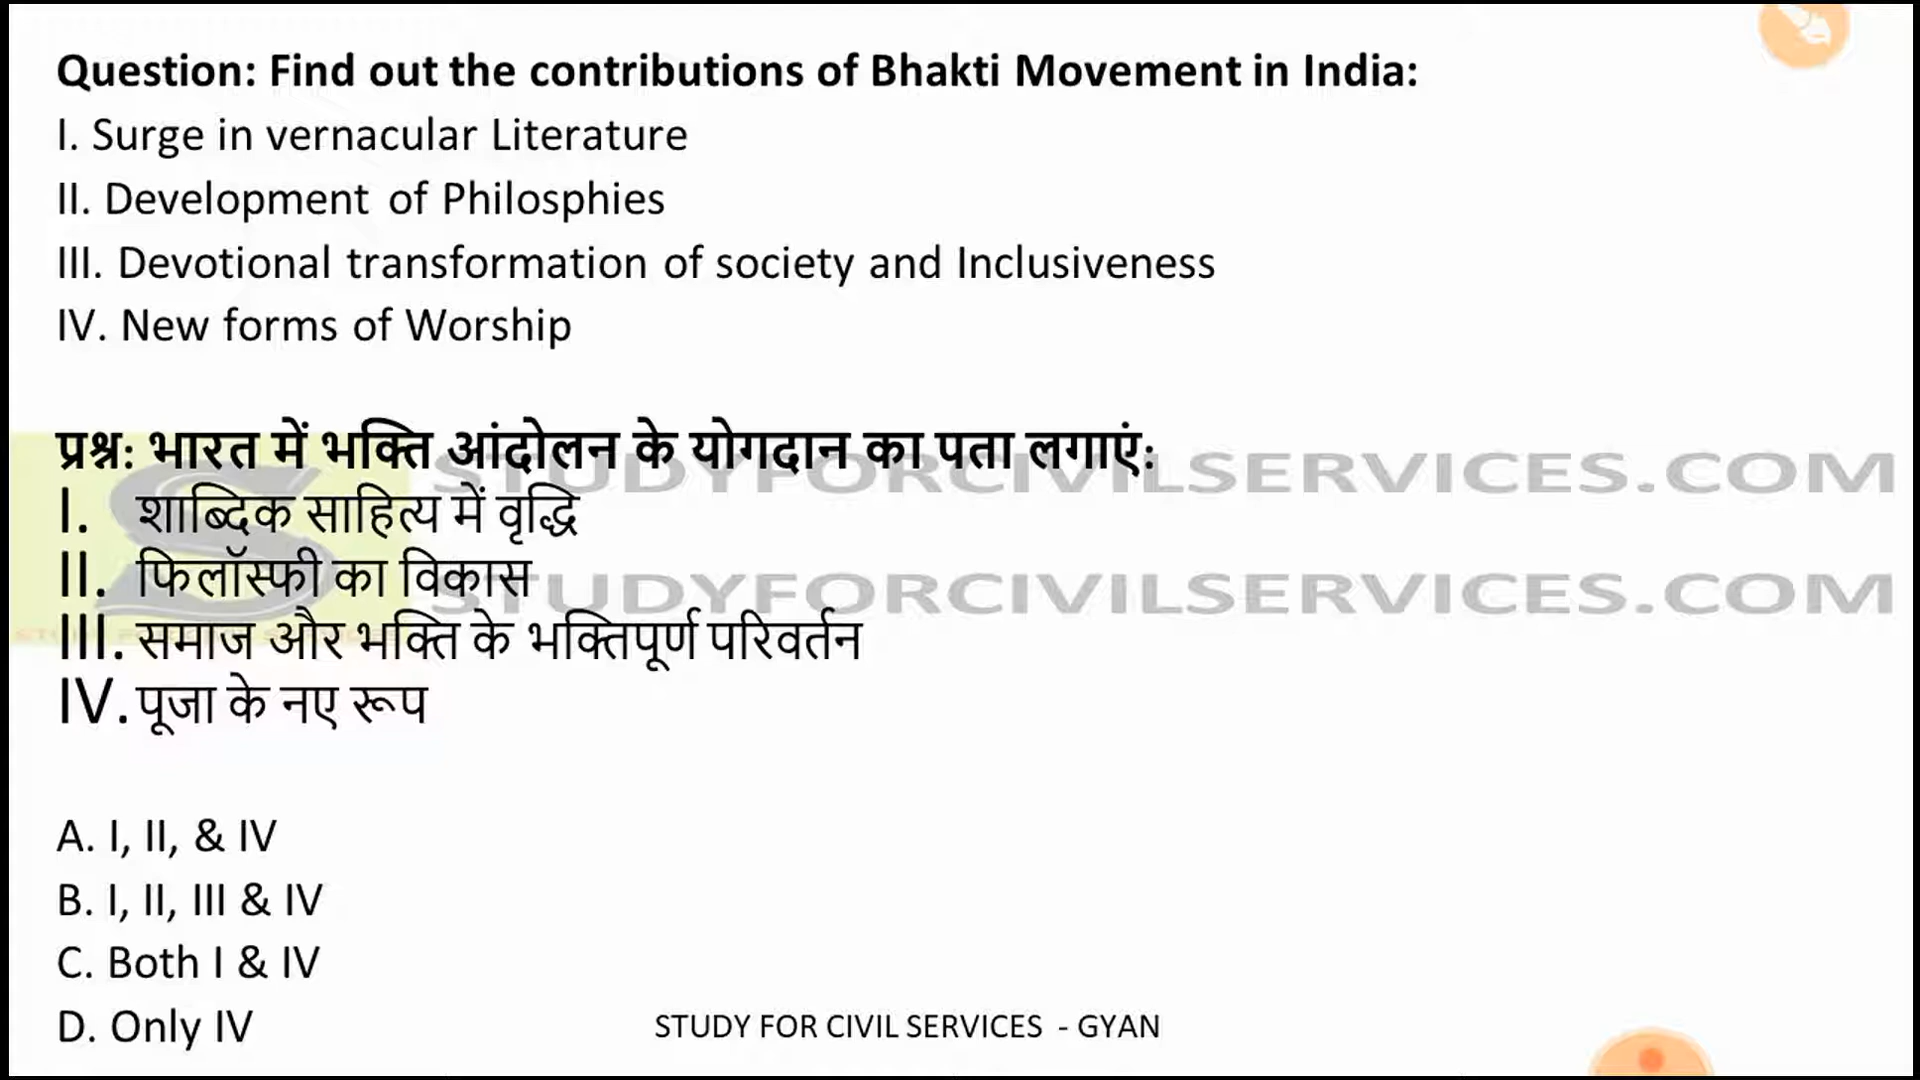 Question: Find out the contributions of Bhakti Movement in India:
I. Surge in vernacular Literature
II. Development of Philosphies
III. Devotional transformation of society and Inclusiveness
IV. New forms of Worship
प्रश्न: भारत में भक्ति आंदोलन के योगदान का पता लगाएं:
STUDYFORCIVILSERVICES.COM
I. शाब्दिक साहित्य में वृद्धि
II. फिलॉस्फी का विकास
STUDYFORCIVILSERVICES.COM
III. समाज और भक्ति के भक्तिपूर्ण परिवर्तन
IV. पूजा के नए रूप
A. I, II, & IV
B. I, II, III & IV
C. Both I & IV
D. Only IV
STUDY FOR CIVIL SERVICES - GYAN